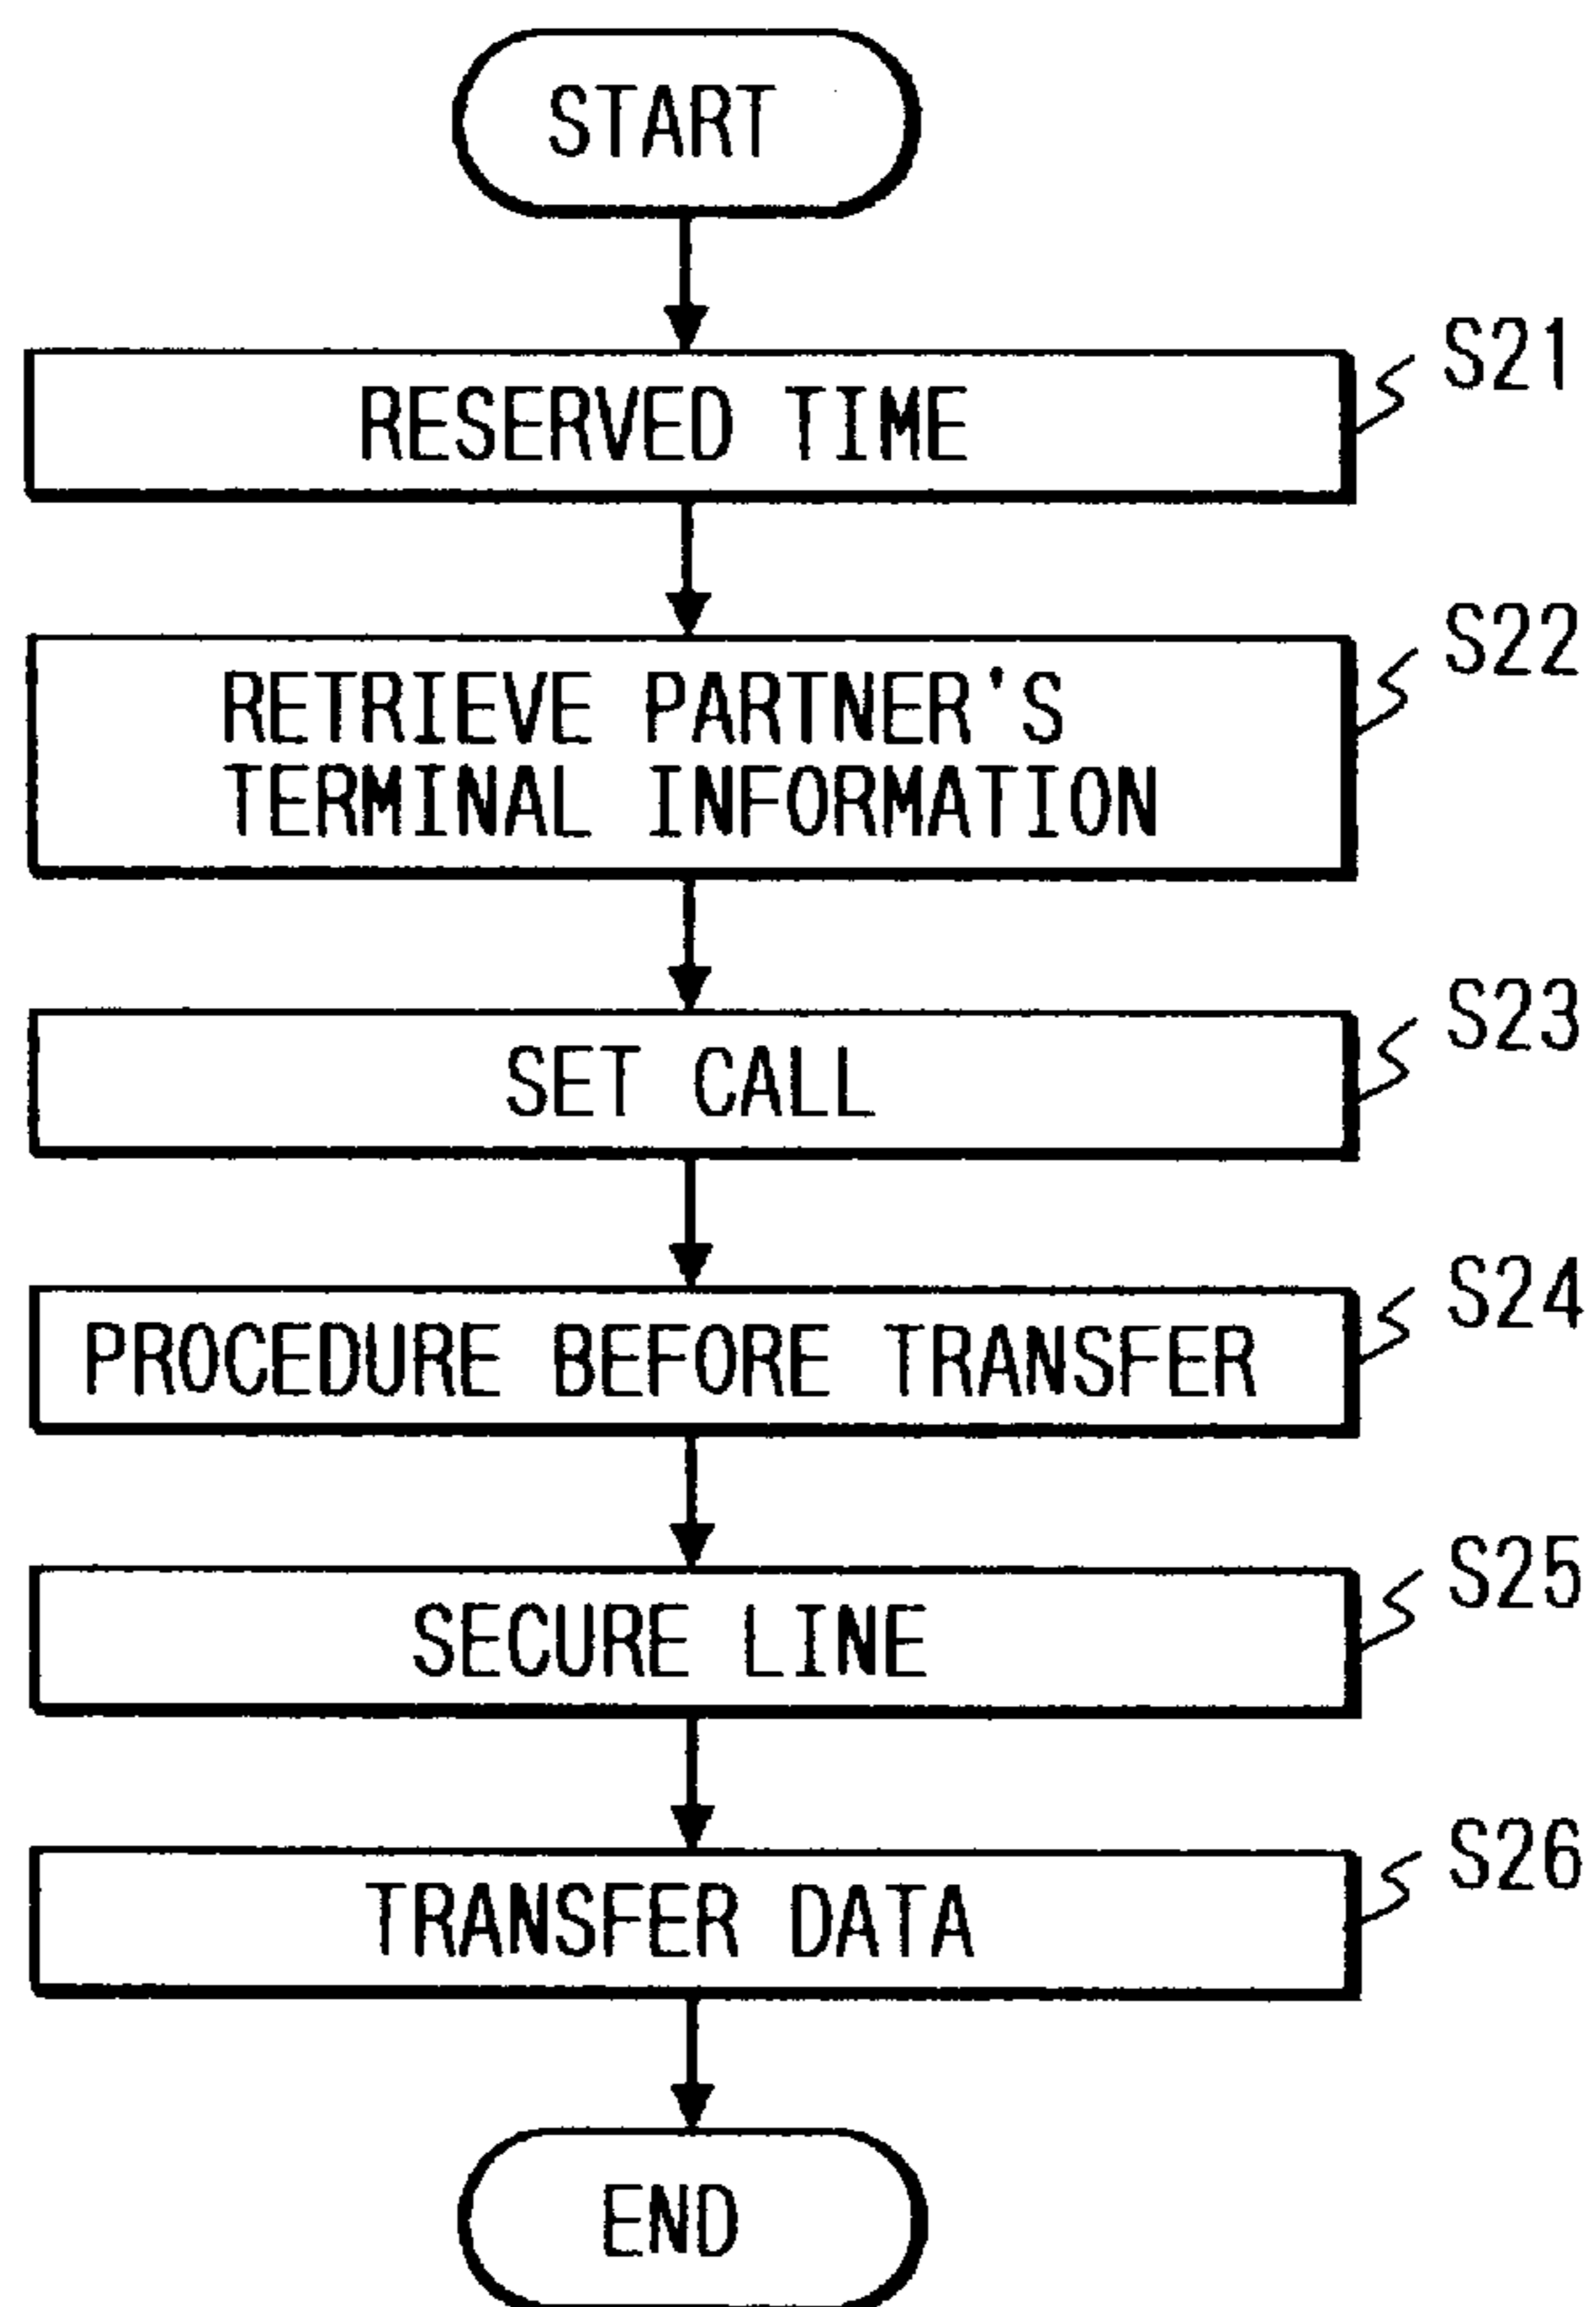 START
RESERVED TIME
S21
RETRIEVE PARTNER'S
TERMINAL INFORMATION
S22
SET CALL
S23
PROCEDURE BEFORE TRANSFER
S24
SECURE LINE
S25
TRANSFER DATA
S26
END